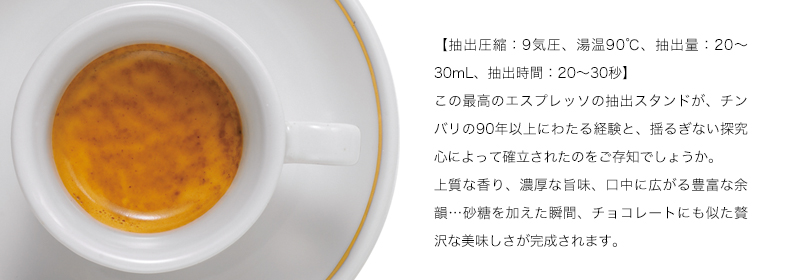 【抽出圧縮：9気圧、湯温90℃、抽出量：20〜
30mL、抽出時間：20〜30秒】
この最高のエスプレッソの抽出スタンドが、チン
バリの90年以上にわたる経験と、揺るぎない探究
心によって確立されたのをご存知でしょうか。
上質な香り、濃厚な旨味、口中に広がる豊富な余
韻…砂糖を加えた瞬間、チョコレートにも似た贅
沢な美味しさが完成されます。